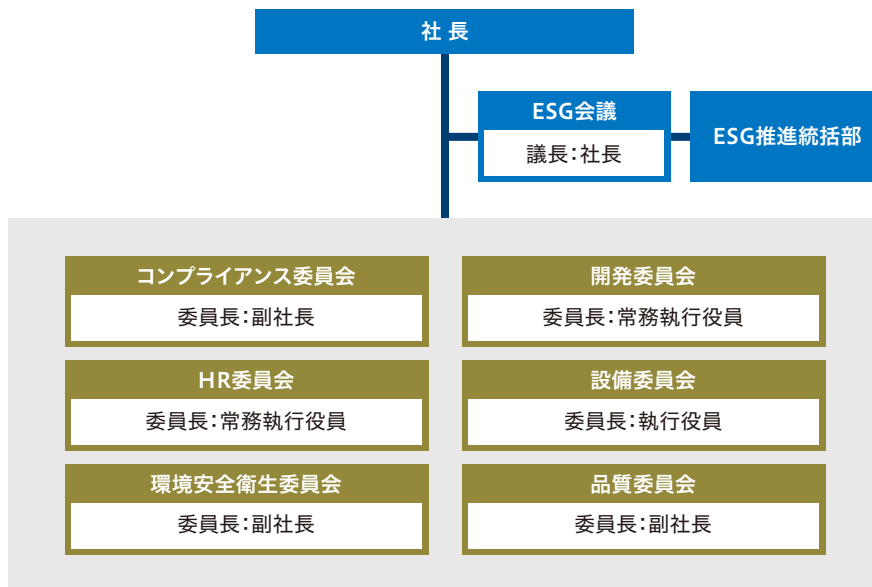 社長
ESG会議
議長：社長
ESG推進統括部
コンプライアンス委員会
委員長：副社長
開発委員会
委員長：常務執行役員
HR委員会
委員長：常務執行役員
設備委員会
委員長：執行役員
環境安全衛生委員会
委員長：副社長
品質委員会
委員長：副社長